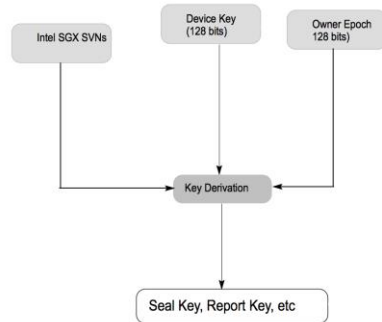 Intel SGX SVNs
Device Key
(128 bits)
Owner Epoch
128 bits)
Key Derivation
Seal Key, Report Key, etc